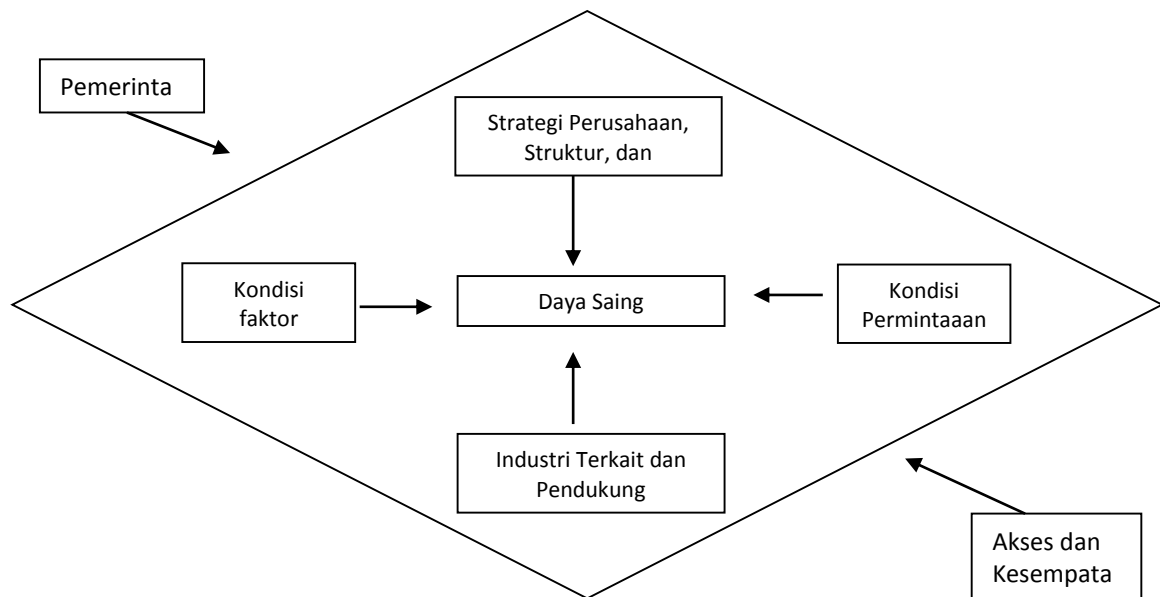 Pemerinta
Strategi Perusahaan,
Struktur, dan
Kondisi
faktor
Daya Saing
Kondisi
Permintaaan
Industri Terkait dan
Pendukung
Akses dan
Kesempata